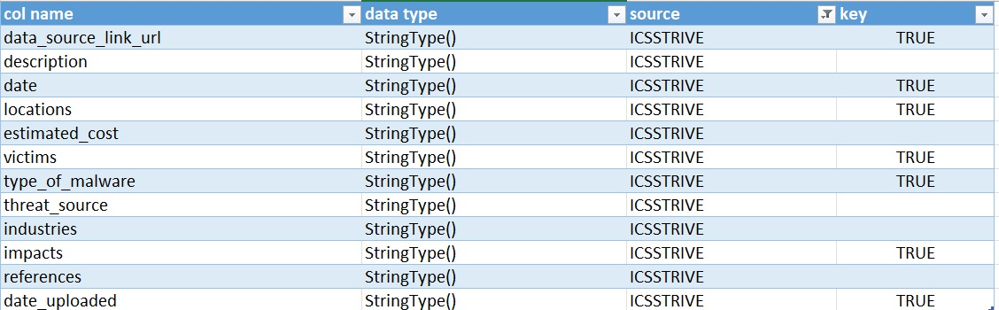 col name data type source key
data_source_link_url StringType() ICSSTRIVE TRUE
description StringType() ICSSTRIVE
date StringType() ICSSTRIVE TRUE
locations StringType() ICSSTRIVE TRUE
estimated_cost StringType() ICSSTRIVE
victims StringType() ICSSTRIVE TRUE
type_of_malware StringType() ICSSTRIVE TRUE
threat_source StringType() ICSSTRIVE
industries StringType() ICSSTRIVE
impacts StringType() ICSSTRIVE TRUE
references StringType() ICSSTRIVE
date_uploaded StringType() ICSSTRIVE TRUE